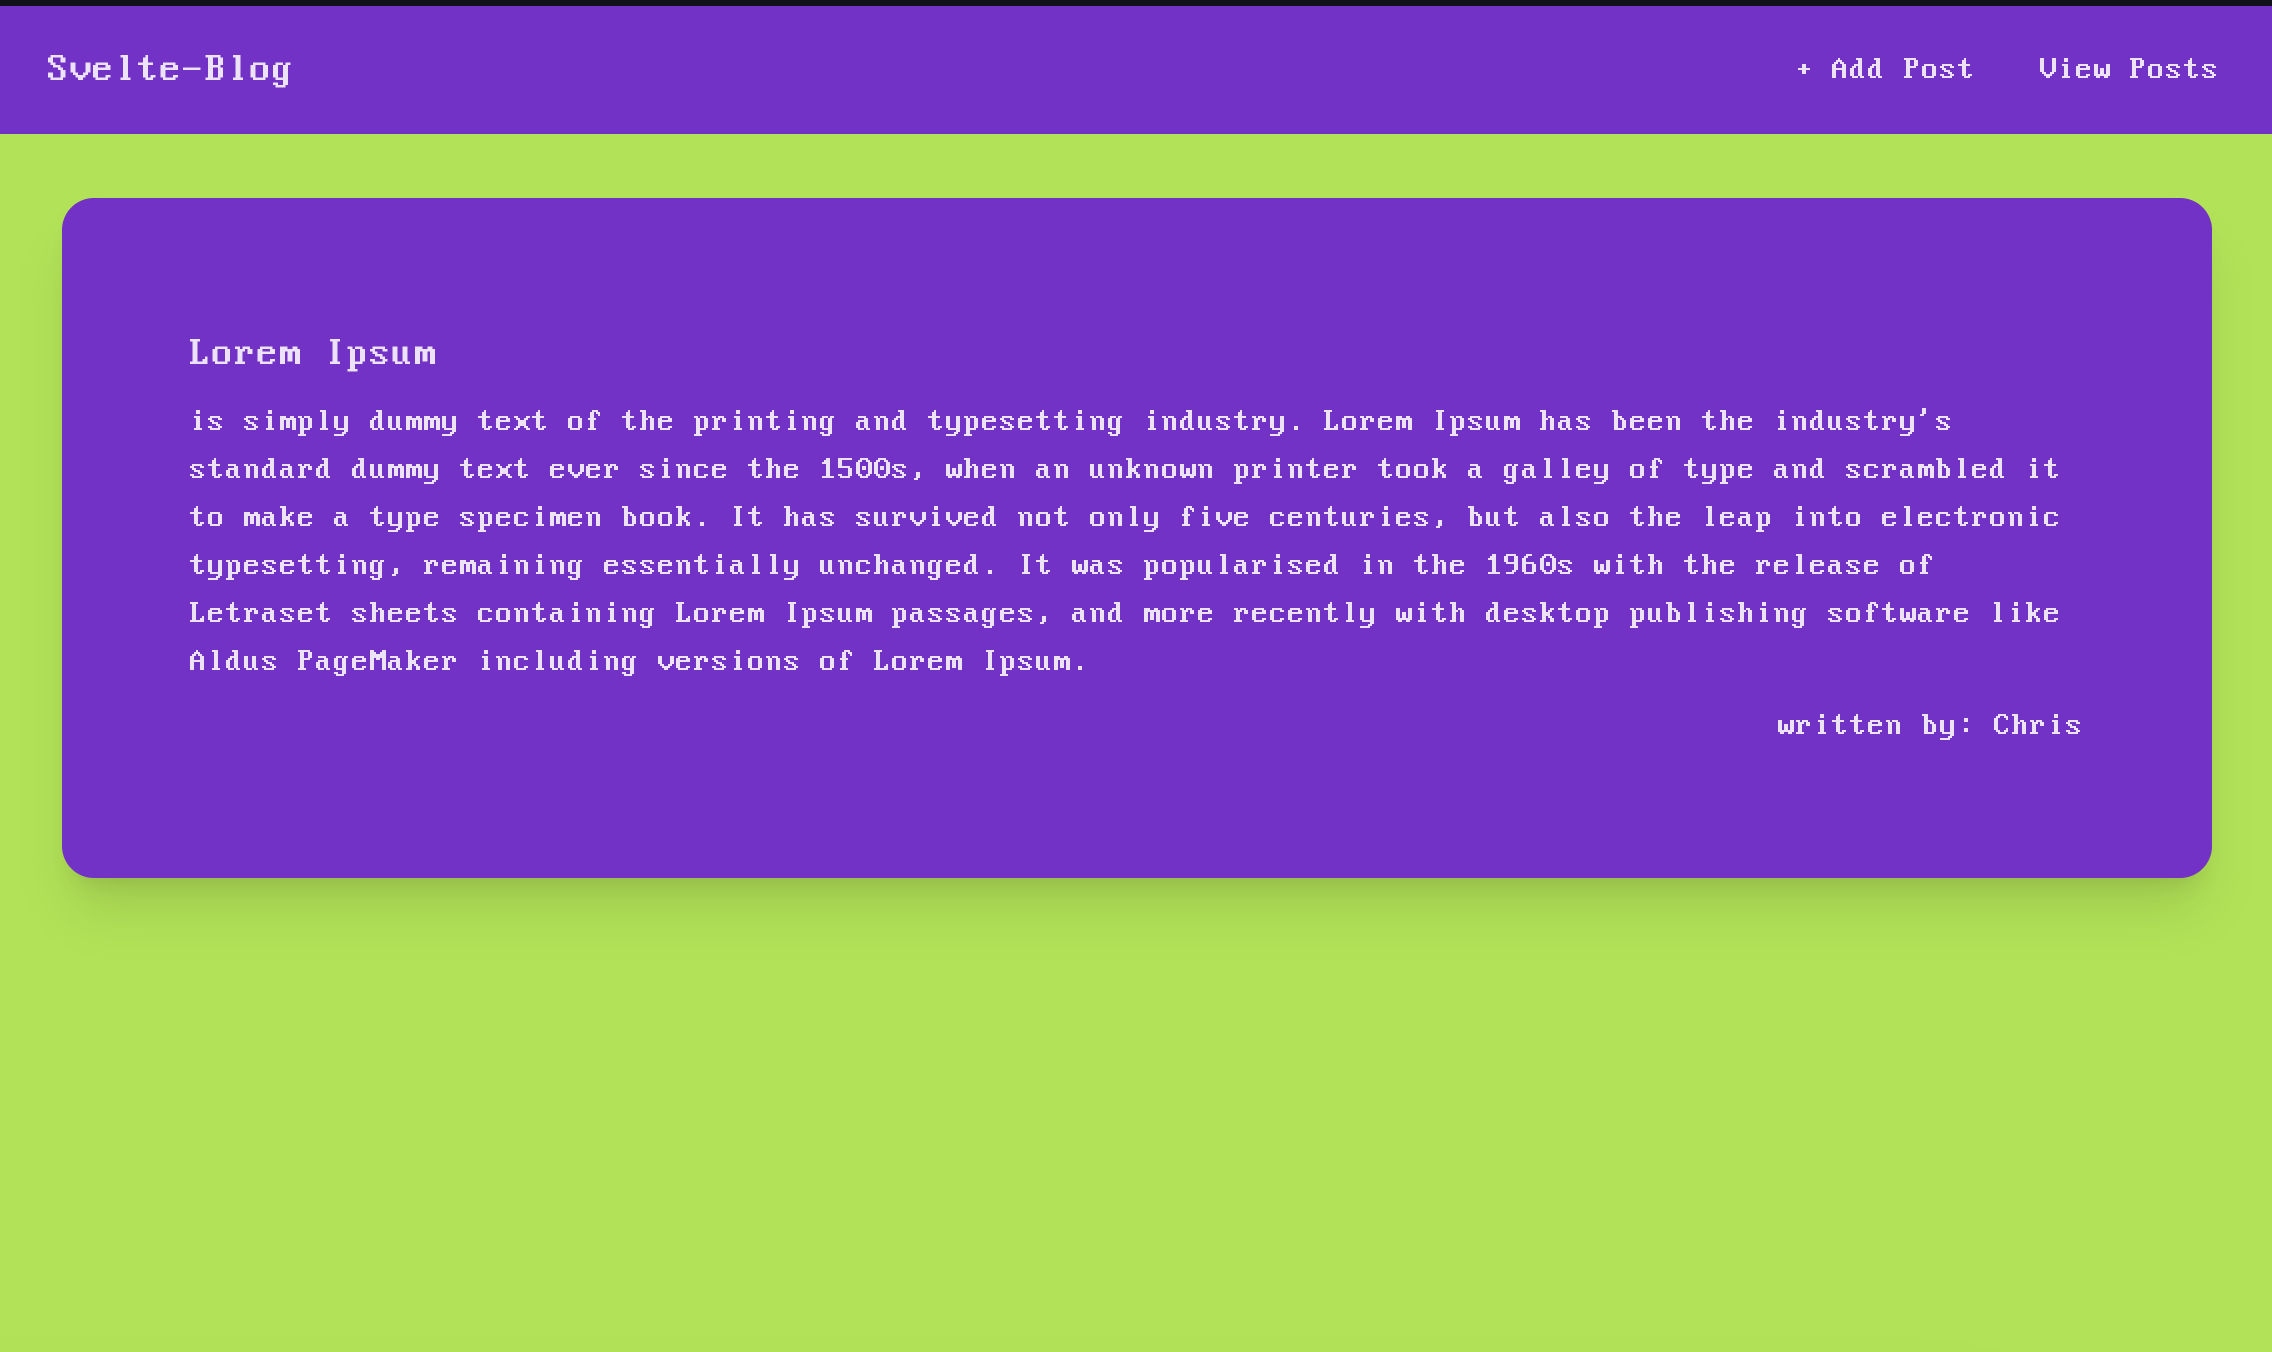 Svelte-Blog
+ Add Post
View Posts
Lorem Ipsum
is simply dummy text of the printing and typesetting industry. Lorem Ipsum has been the industry's
standard dummy text ever since the 1500s, when an unknown printer took a galley of type and scrambled it
to make a type specimen book. It has survived not only five centuries, but also the leap into electronic
typesetting, remaining essentially unchanged. It was popularised in the 1960s with the release of
Letraset sheets containing Lorem Ipsum passages, and more recently with desktop publishing software like
Aldus PageMaker including versions of Lorem Ipsum.
written by: Chris